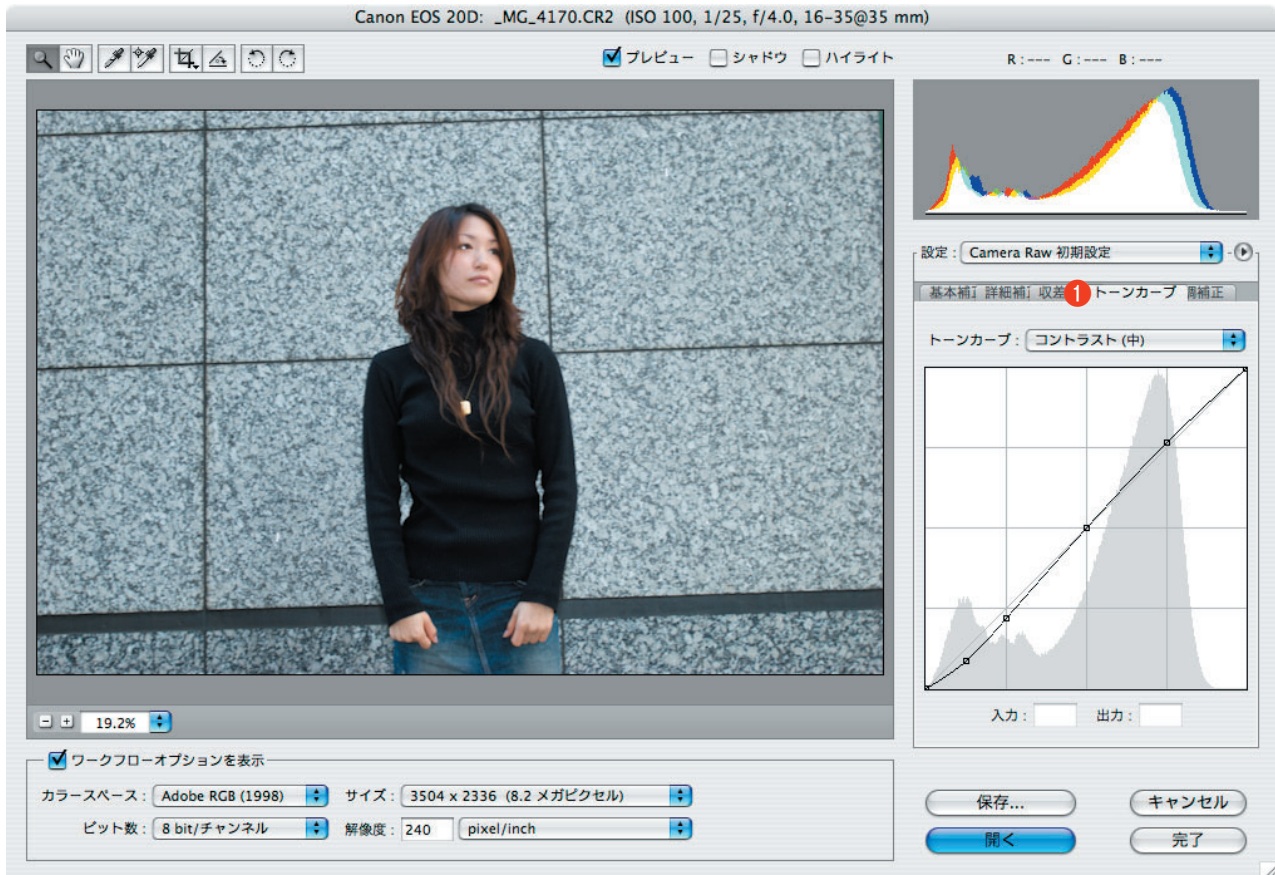 Canon EOS 20D: _MG_4170.CR2 (ISO 100, 1/25, f/4.0, 16-35@35 mm)
プレビュー シャドウ ハイライト
R:--- G:--- B:---
設定: Camera Raw 初期設定
基本補 詳細補 収差 1 トーンカーブ 補正
トーンカーブ: コントラスト (中)
入力: 出力:
19.2%
ワークフローオプションを表示
カラースペース: Adobe RGB (1998) サイズ: 3504 x 2336 (8.2 メガピクセル)
ビット数: 8 bit/チャンネル 解像度: 240 pixel/inch
保存... キャンセル
開く 完了